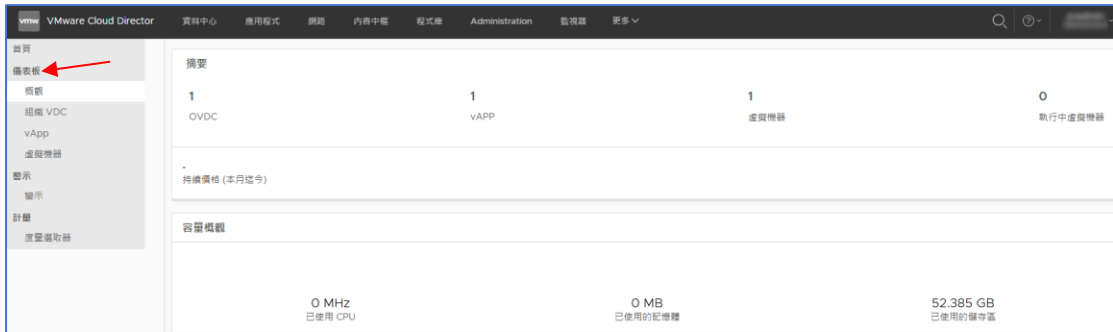 vmw VMware Cloud Director 資料中心 應用程式 網路 內容中樞 程式庫 Administration 監視器 更多
首頁
儀表板
概觀
組織 VDC
vApp
虛擬機器
警示
警示
計量
度量選取器
摘要
1 1 1 0
OVDC vAPP 虛擬機器 執行中虛擬機器
-
持續價格 (本月迄今)
容量概觀
0 MHz 0 MB 52.385 GB
已使用 CPU 已使用的記憶體 已使用的儲存區